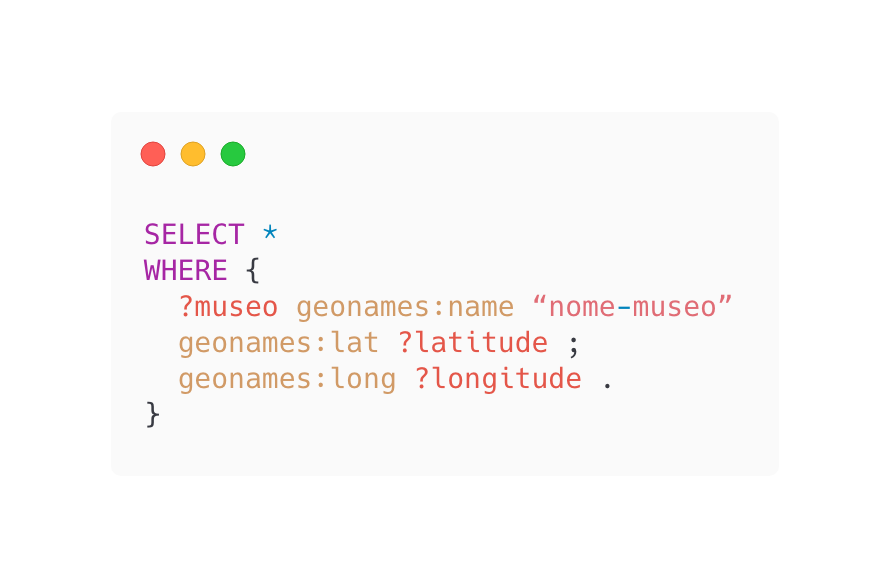 SELECT *
WHERE {
  ?museo geonames:name “nome-museo”
  geonames:lat ?latitude ;
  geonames:long ?longitude .
}